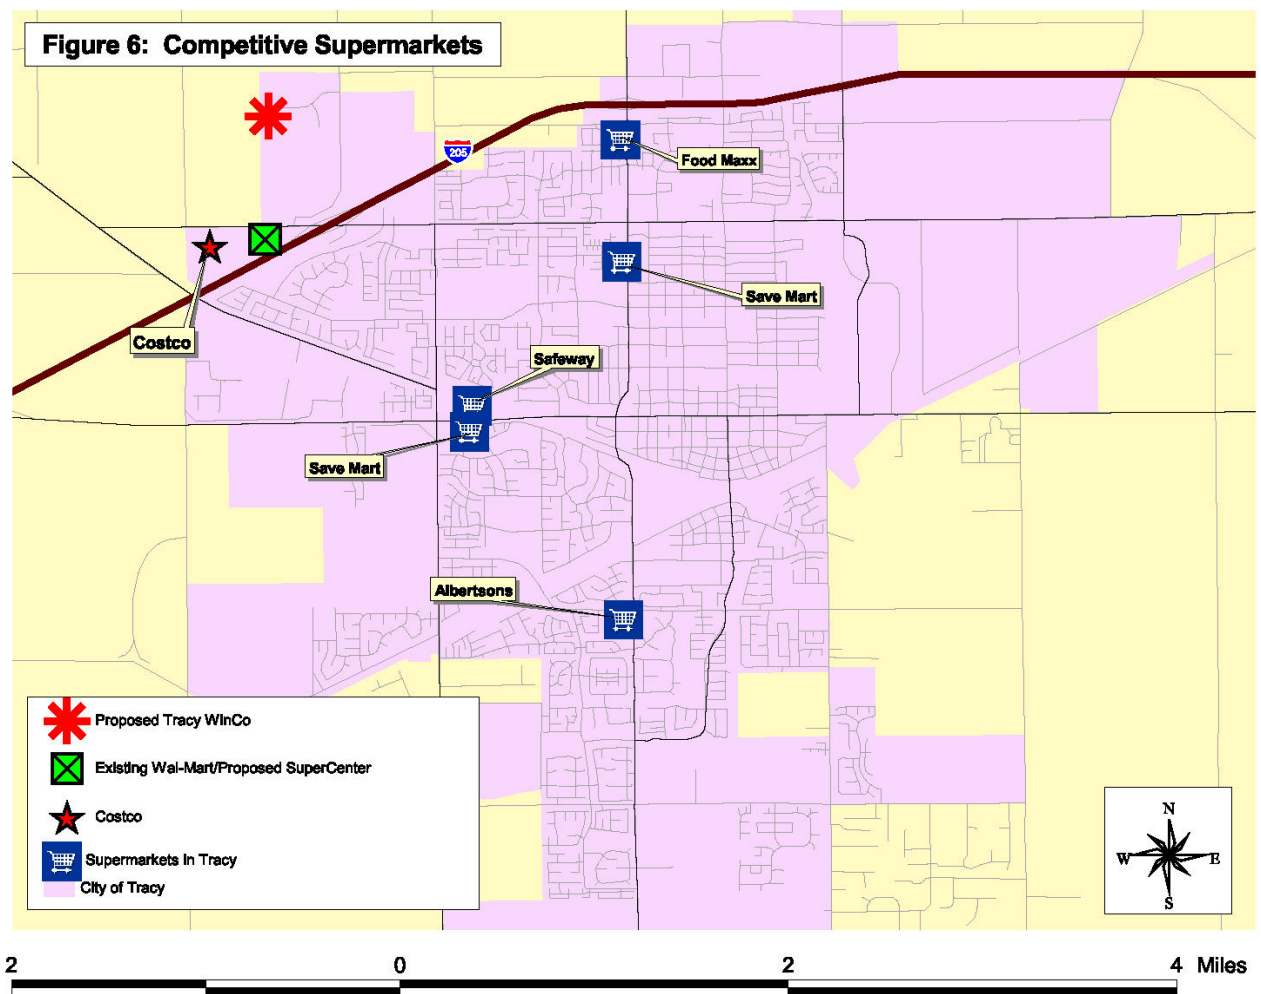 Figure 6: Competitive Supermarkets
205
Food Maxx
Save Mart
Costco
Safeway
Save Mart
Albertsons
Proposed Tracy WinCo
Existing Wal-Mart/Proposed SuperCenter
Costco
Supermarkets In Tracy
City of Tracy
N
W E
S
2 0 2 4 Miles